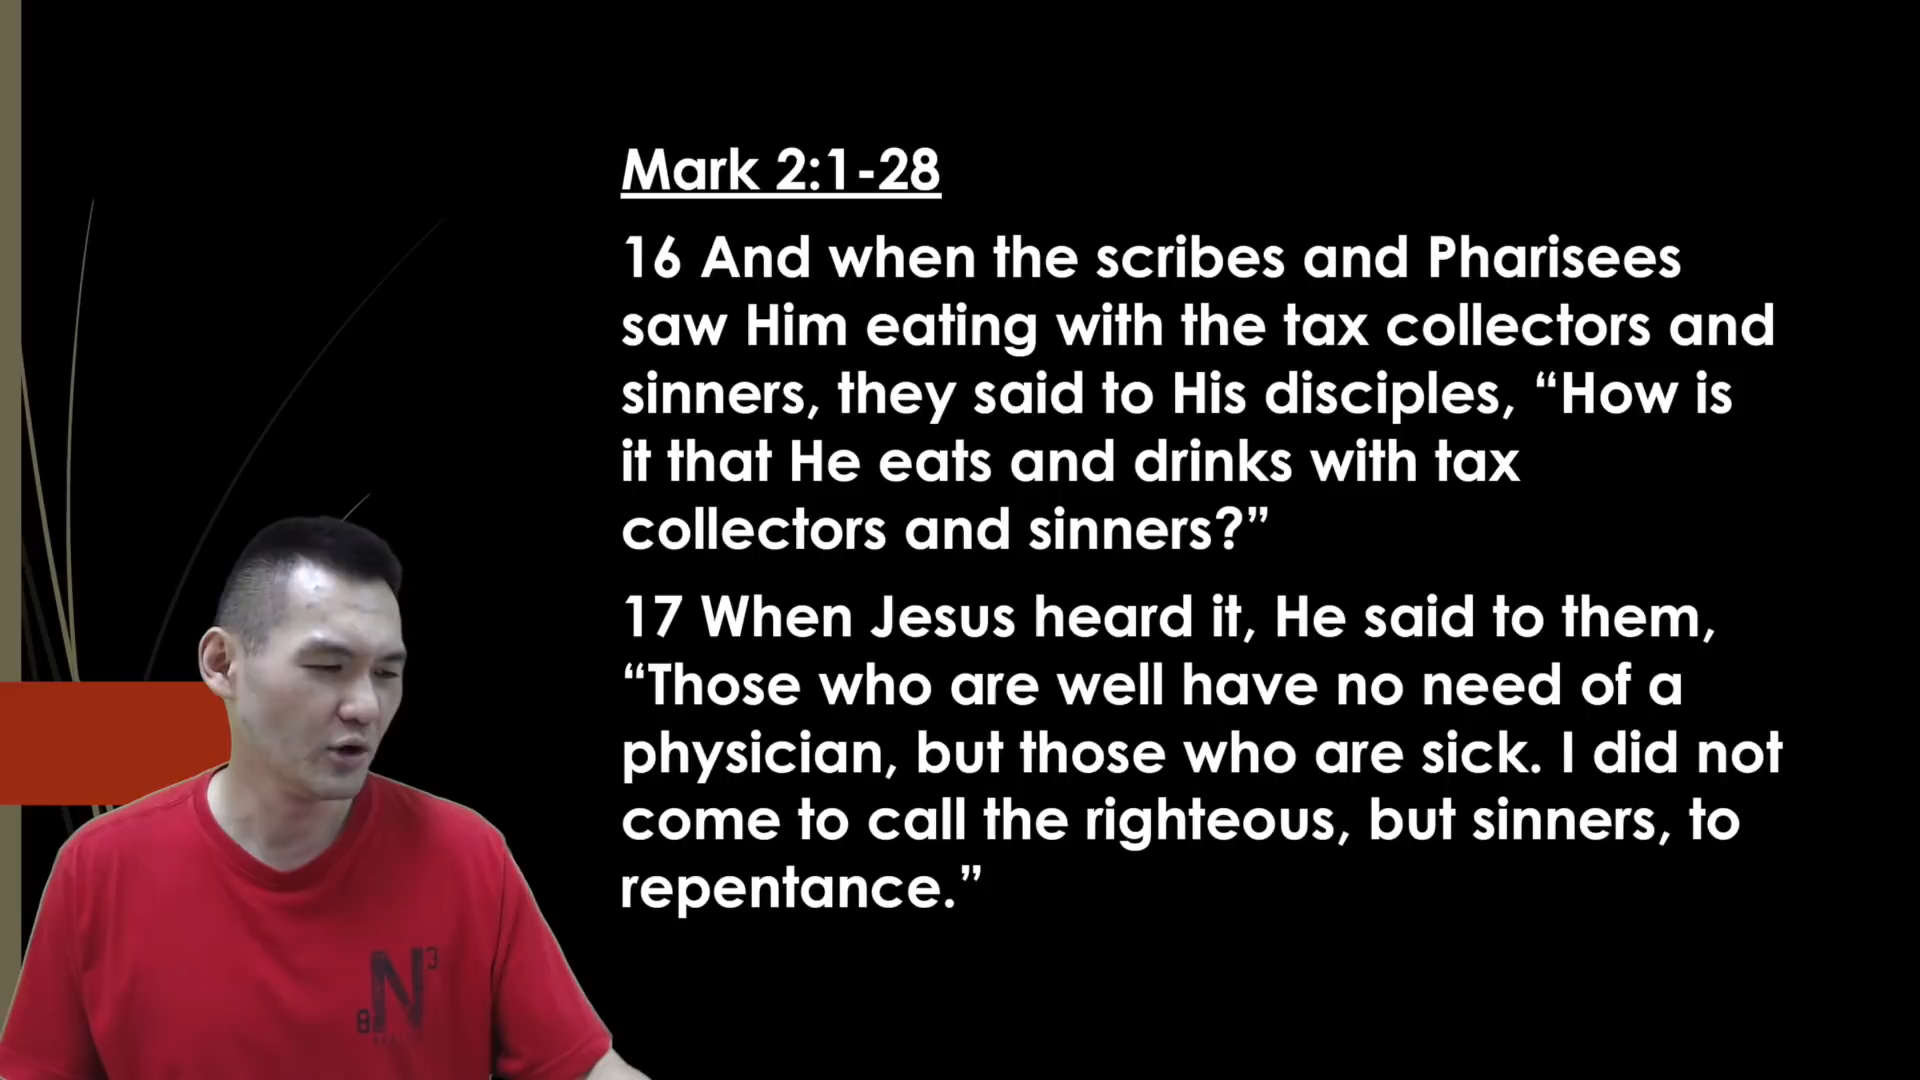 Mark 2:1-28
16 And when the scribes and Pharisees
saw Him eating with the tax collectors and
sinners, they said to His disciples, “How is
it that He eats and drinks with tax
collectors and sinners?”
17 When Jesus heard it, He said to them,
“Those who are well have no need of a
physician, but those who are sick. I did not
come to call the righteous, but sinners, to
repentance.”
N3
8